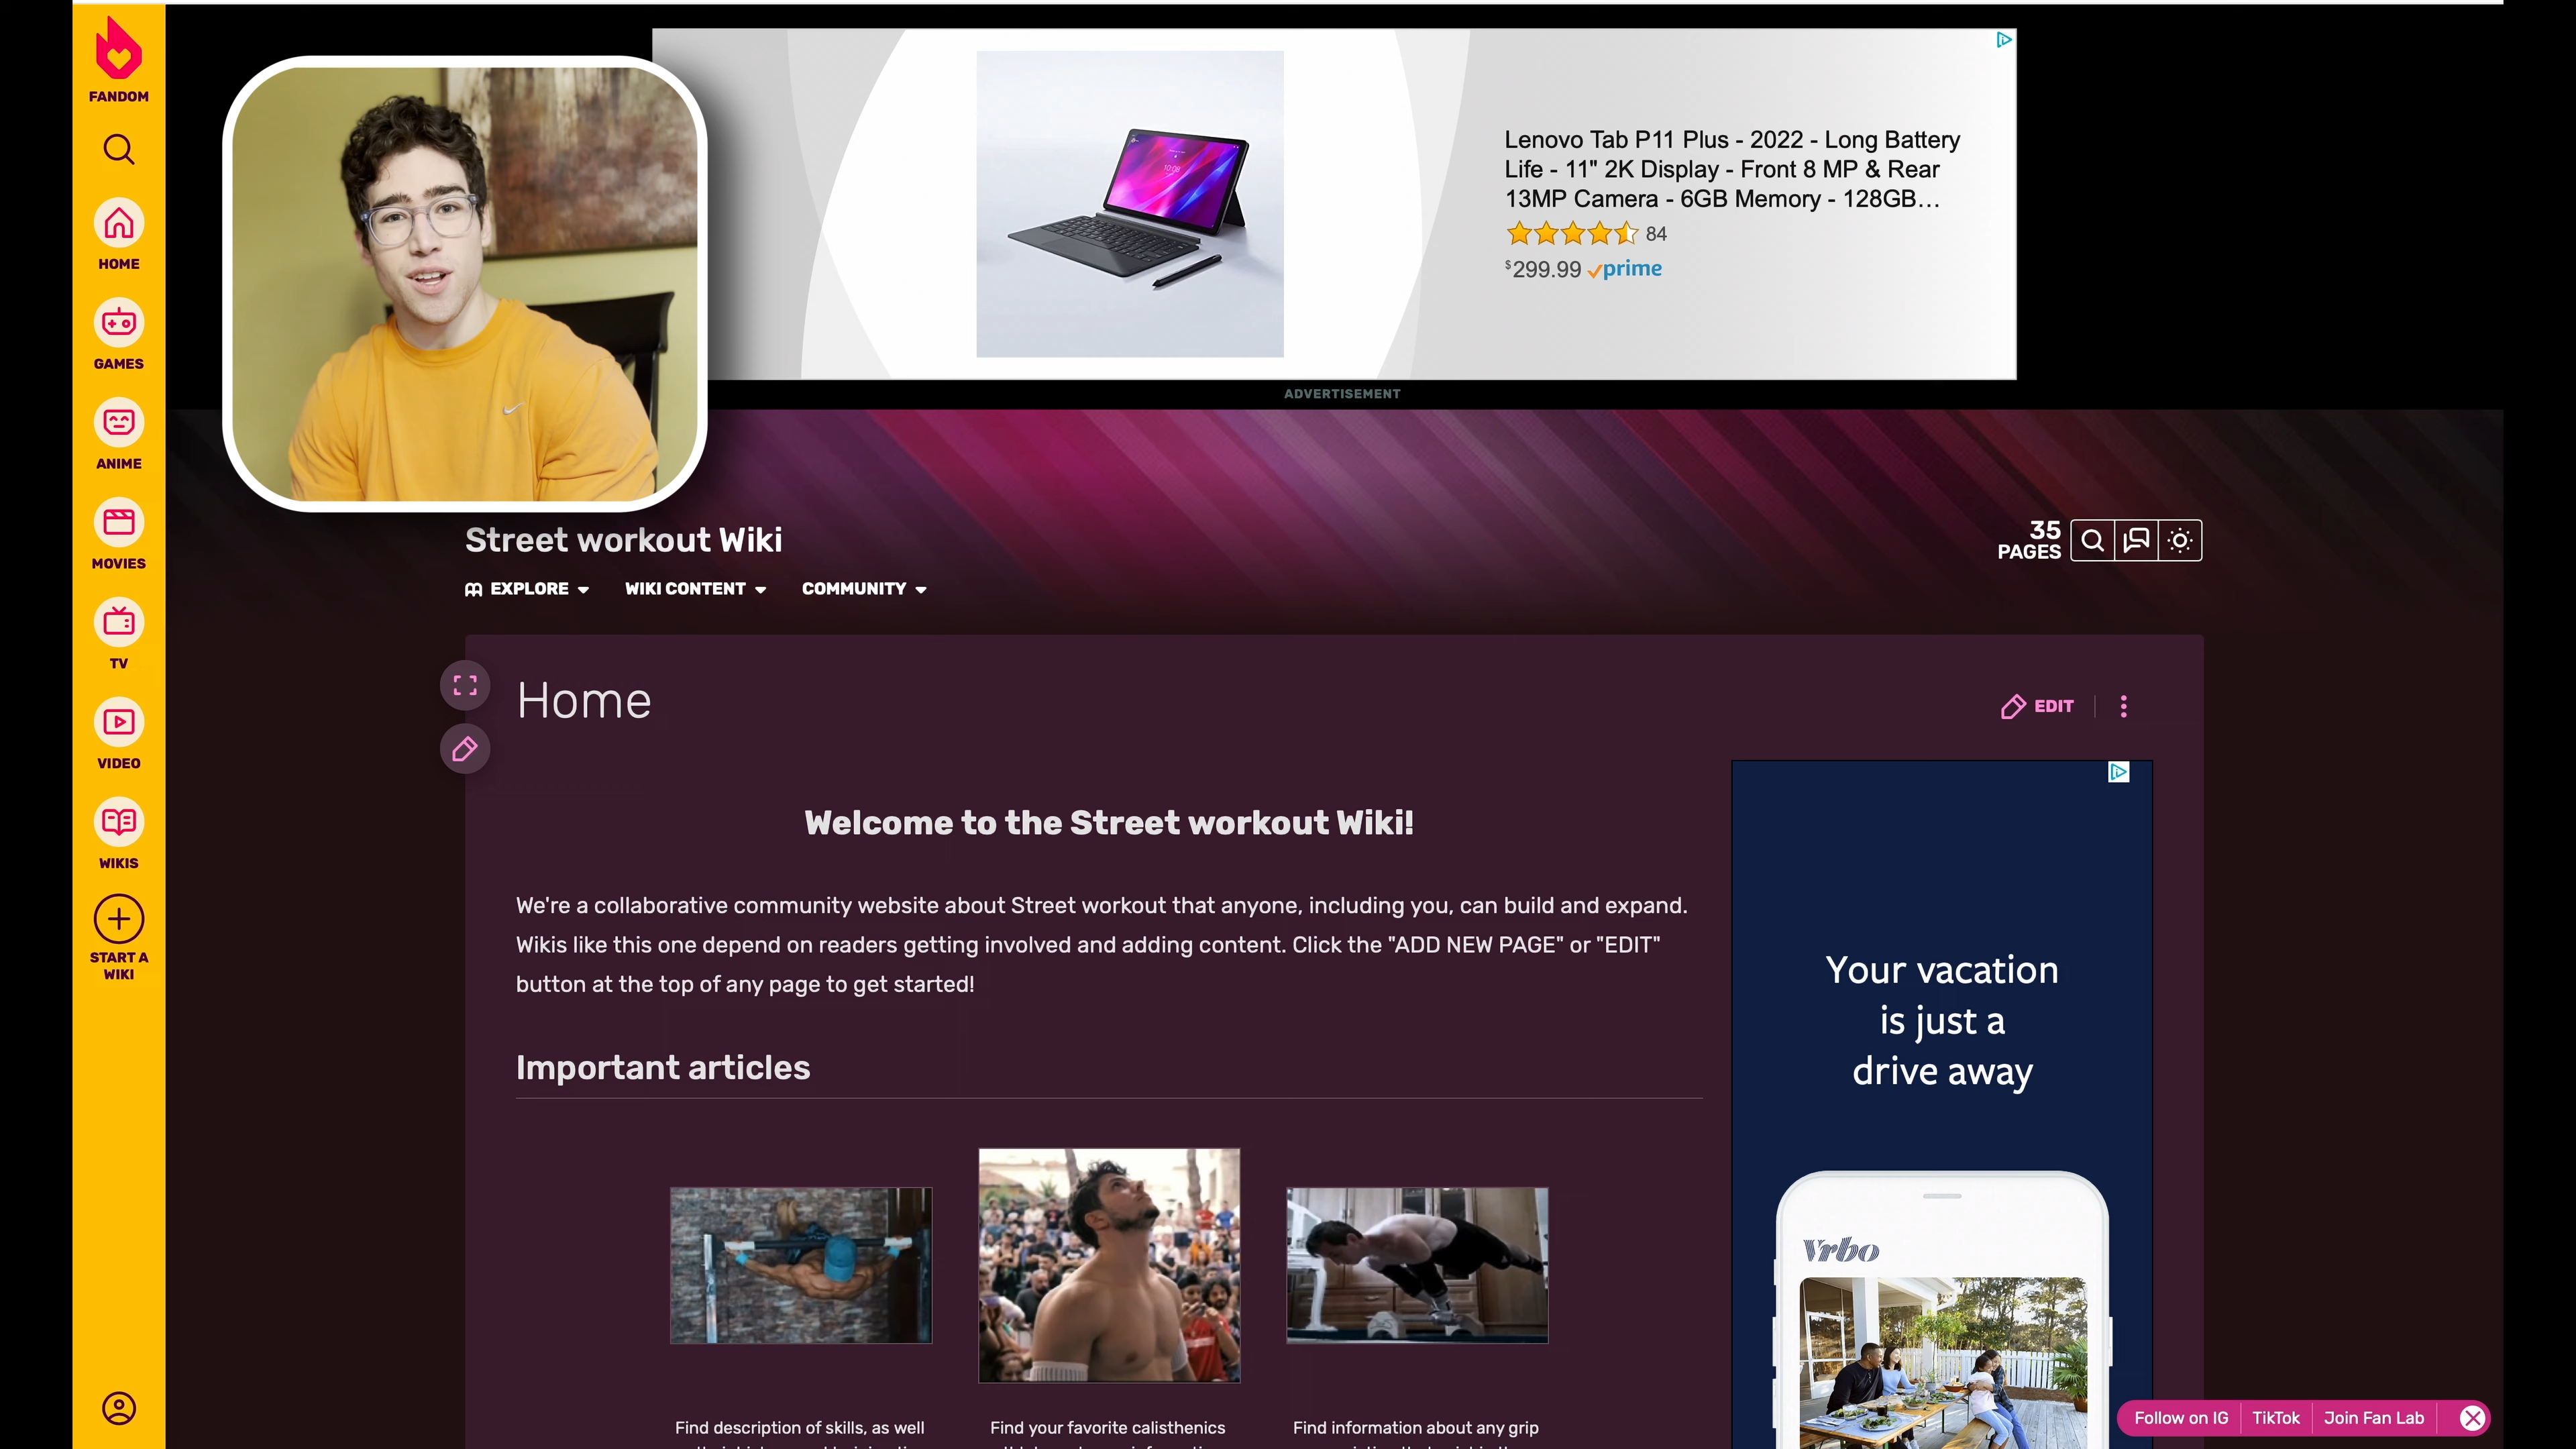 FANDOM
HOME
GAMES
ANIME
MOVIES
TV
VIDEO
WIKIS
START A
WIKI
Lenovo Tab P11 Plus - 2022 - Long Battery
Life - 11" 2K Display - Front 8 MP & Rear
13MP Camera - 6GB Memory - 128GB…
84
$299.99 prime
ADVERTISEMENT
Street workout Wiki
35
PAGES
EXPLORE
WIKI CONTENT
COMMUNITY
Home
EDIT
Welcome to the Street workout Wiki!
We're a collaborative community website about Street workout that anyone, including you, can build and expand.
Wikis like this one depend on readers getting involved and adding content. Click the "ADD NEW PAGE" or "EDIT"
button at the top of any page to get started!
Important articles
Your vacation
is just a
drive away
Vrbo
Find description of skills, as well
Find your favorite calisthenics
Find information about any grip
Follow on IG
TikTok
Join Fan Lab